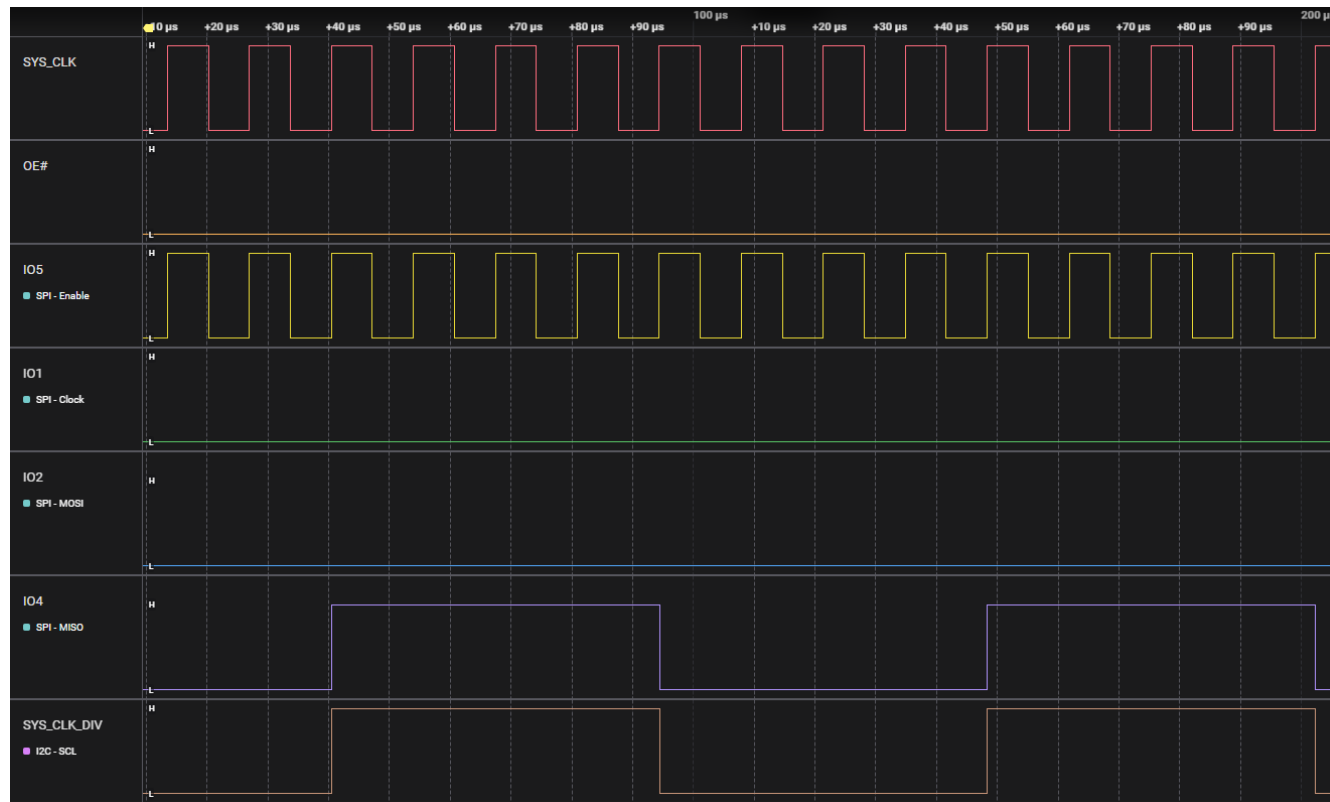 100 µs 200 µ
10 µs +20 µs +30 µs +40 µs +50 µs +60 µs +70 µs +80 µs +90 µs +10 µs +20 µs +30 µs +40 µs +50 µs +60 µs +70 µs +80 µs +90 µs
H
SYS_CLK
L
H
OE#
L
H
IO5
SPI - Enable
L
H
IO1
SPI - Clock
L
IO2
H
SPI - MOSI
L
IO4
H
SPI - MISO
L
H
SYS_CLK_DIV
I2C - SCL
L